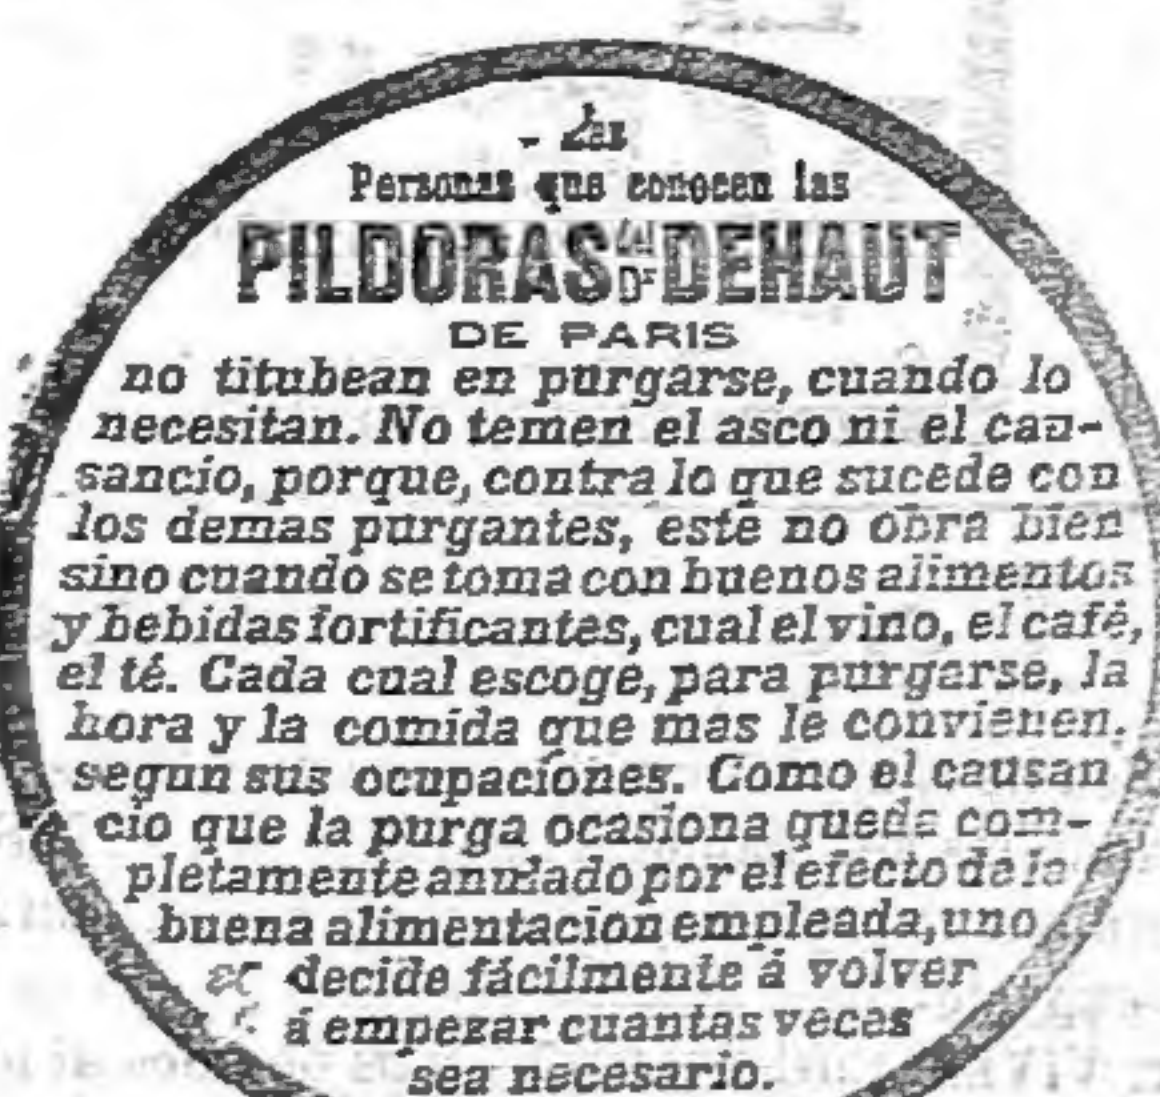 Las
Personas que conocen las
PILDORAS DEHAUT
DE PARIS
no titubean en purgarse, cuando lo
necesitan. No temen el asco ni el cau-
sancio, porque, contra lo que sucede con
los demas purgantes, este no obra bien
sino cuando se toma con buenos alimentos
y bebidas fortificantes, cual el vino, el café,
el té. Cada cual escoge, para purgarse, la
hora y la comida que mas le convienen,
segun sus ocupaciones. Como el causan
cio que la purga ocasiona queda com-
pletamente anulado por el efecto de la
buena alimentacion empleada, uno
decide fácilmente á volver
á empezar cuantas veces
sea necesario.